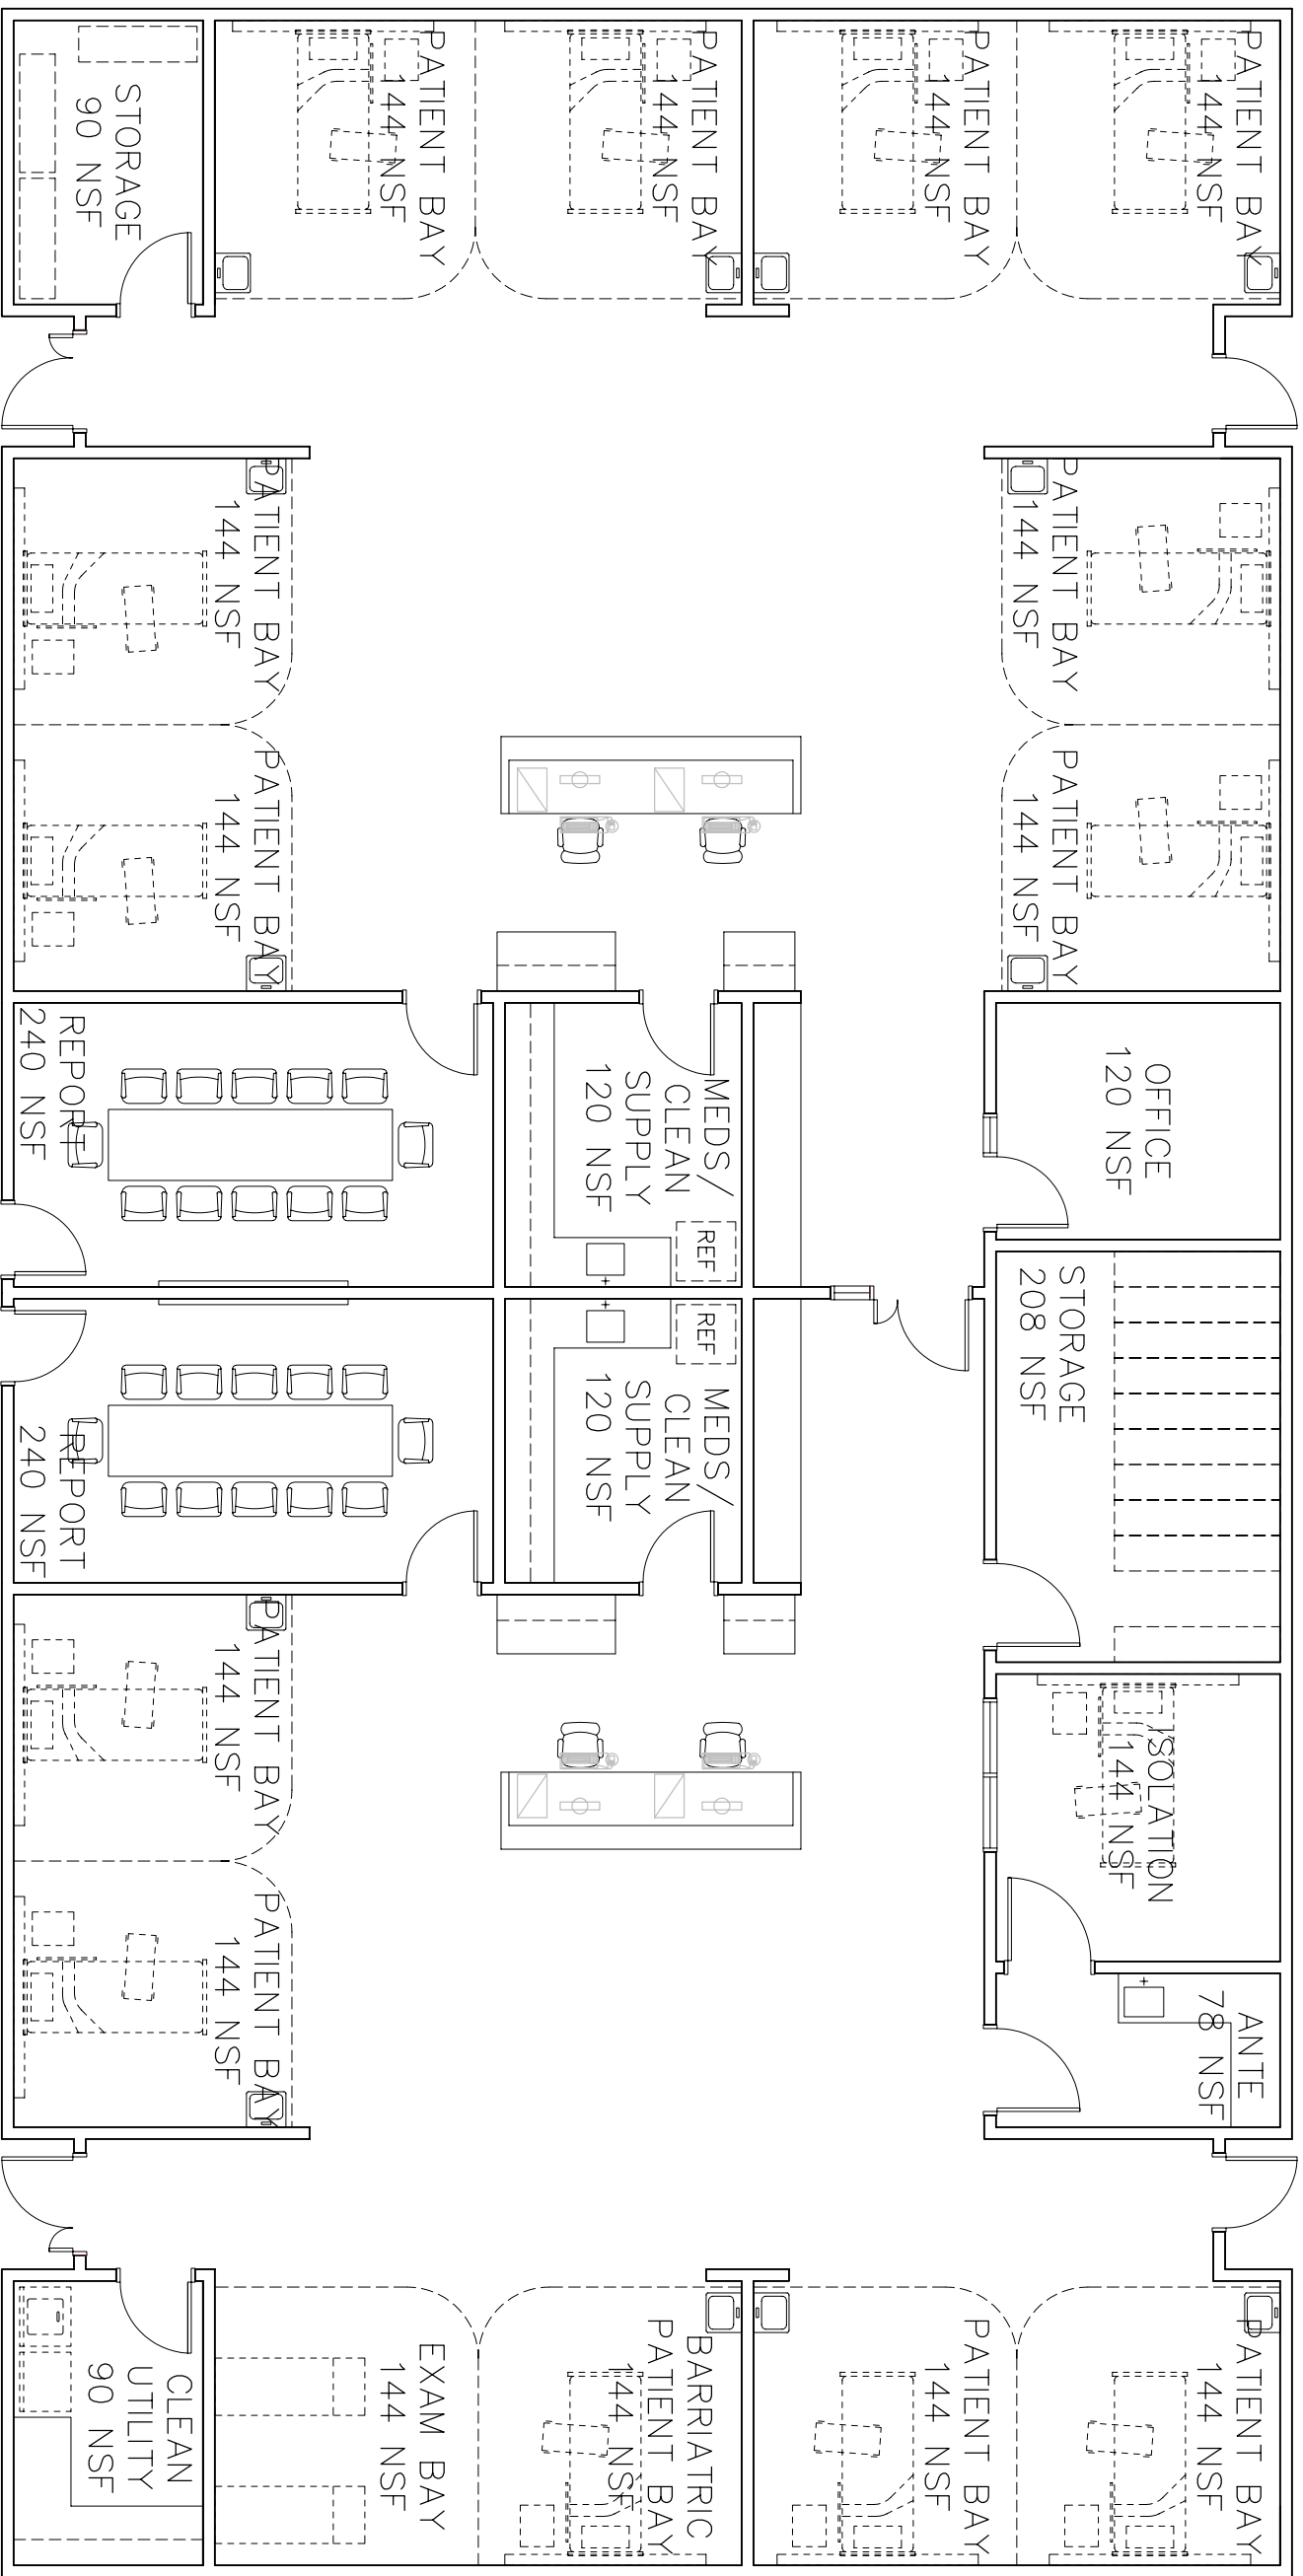 STORAGE
90 NSF
PATIENT BAY
144 NSF
PATIENT BAY
144 NSF
PATIENT BAY
144 NSF
PATIENT BAY
144 NSF
PATIENT BAY
144 NSF
PATIENT BAY
144 NSF
PATIENT BAY
144 NSF
PATIENT BAY
144 NSF
REPORT
240 NSF
MEDS/
CLEAN
SUPPLY
120 NSF
REF
OFFICE
120 NSF
STORAGE
208 NSF
REF
MEDS/
CLEAN
SUPPLY
120 NSF
REPORT
240 NSF
PATIENT BAY
144 NSF
PATIENT BAY
144 NSF
ISOLATION
144 NSF
ANTE
78 NSF
CLEAN
UTILITY
90 NSF
EXAM BAY
144 NSF
BARRIATRIC
PATIENT BAY
144 NSF
PATIENT BAY
144 NSF
PATIENT BAY
144 NSF